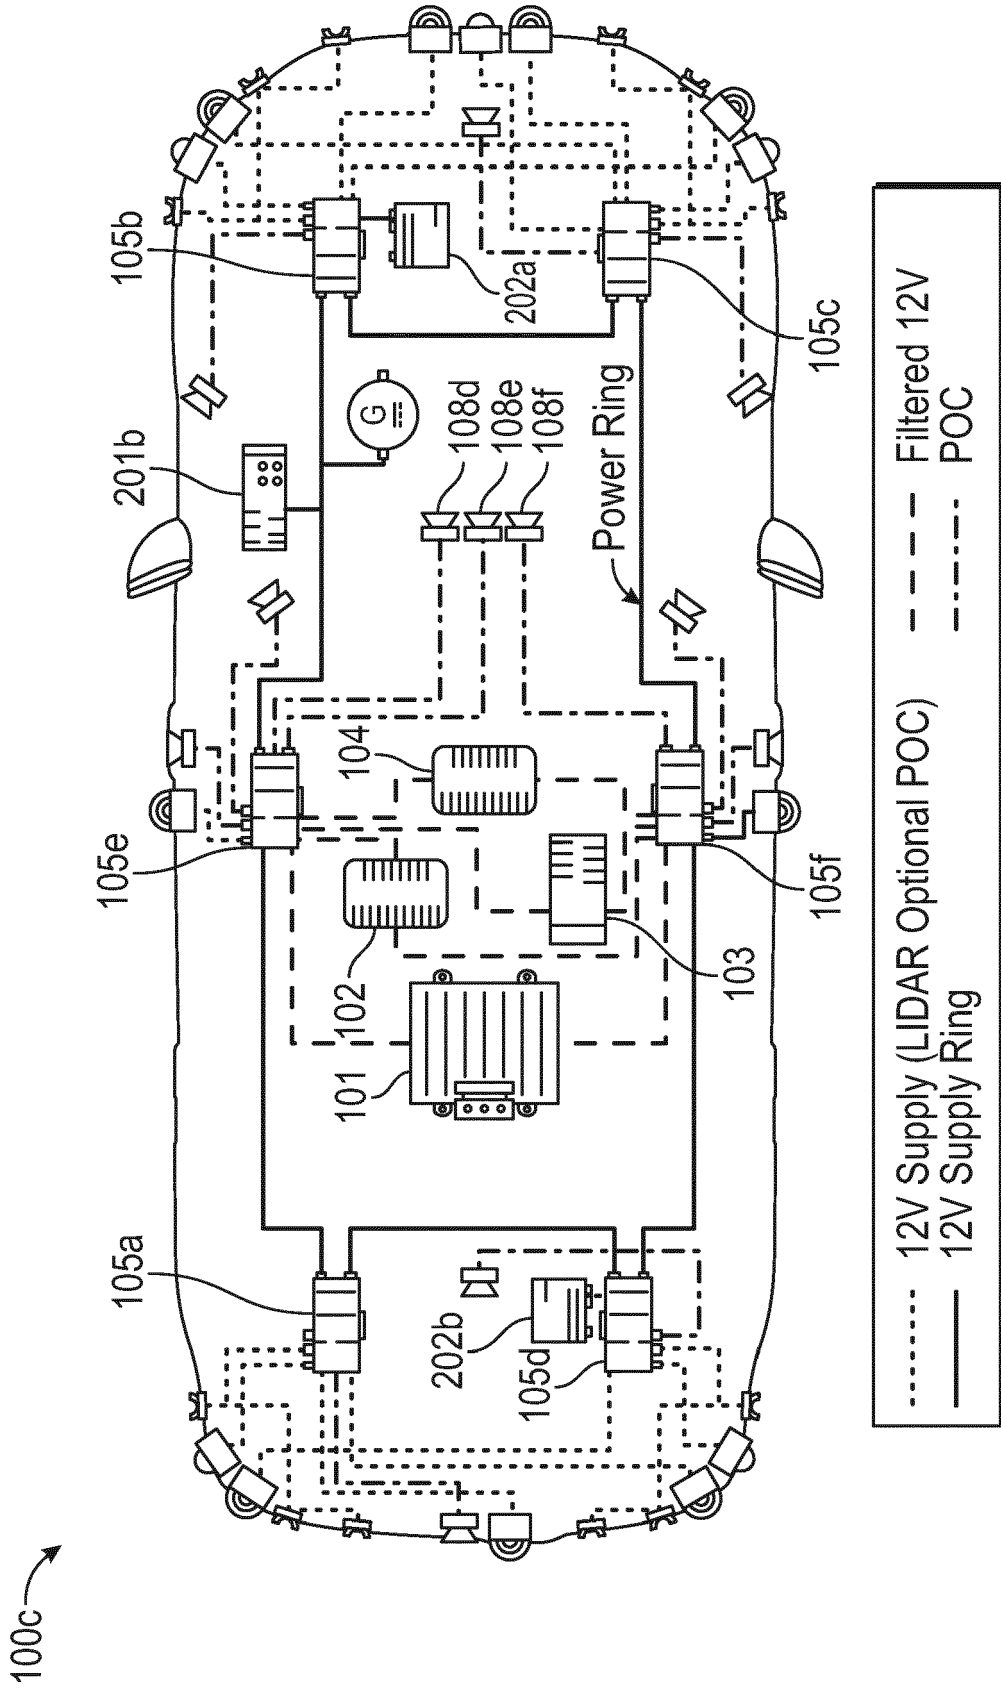 100c
105a
105e
201b
105b
202a
G
108d
108e
108f
104
102
101
103
Power Ring
105c
105f
202b
105d
12V Supply (LIDAR Optional POC)
12V Supply Ring
Filtered 12V
POC